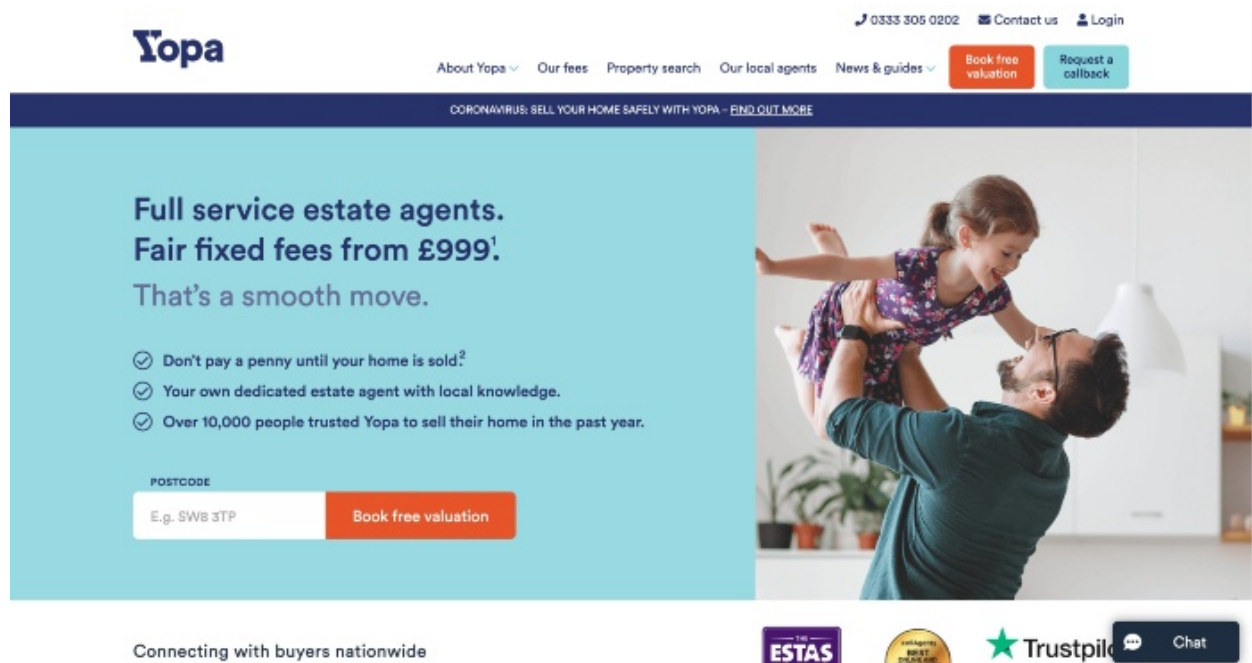 0333 305 0202 Contact us Login
Yopa
About Yopa Our fees Property search Our local agents News & guides Book free valuation Request a callback
CORONAVIRUS: SELL YOUR HOME SAFELY WITH YOPA – FIND OUT MORE
Full service estate agents.
Fair fixed fees from £999¹.
That's a smooth move.
Don't pay a penny until your home is sold.²
Your own dedicated estate agent with local knowledge.
Over 10,000 people trusted Yopa to sell their home in the past year.
POSTCODE
E.g. SW8 3TP Book free valuation
Connecting with buyers nationwide
THE
ESTAS
BEST
Chat